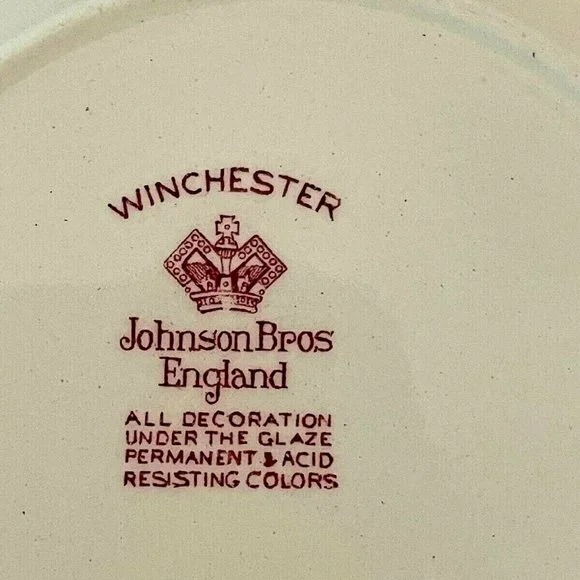 WINCHESTER
Johnson Bros
England
ALL DECORATION
UNDER THE GLAZE
PERMANENT & ACID
RESISTING COLORS